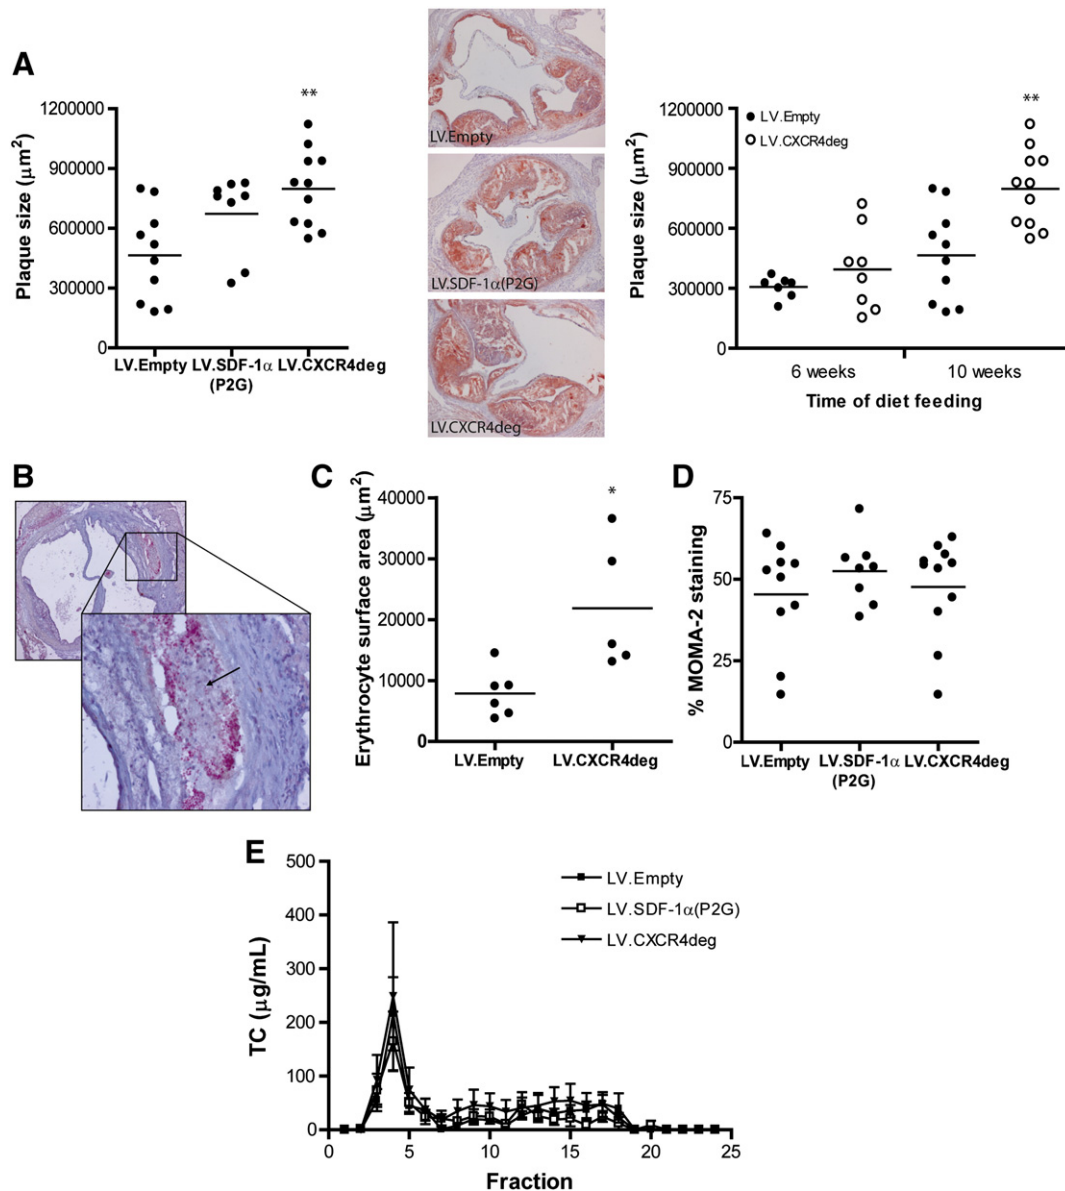 A
Plaque size (μm²)
1200000
900000
600000
300000
0
**
LV.Empty LV.SDF-1α LV.CXCR4deg
(P2G)
LV.Empty
LV.SDF-1α(P2G)
LV.CXCR4deg
Plaque size (μm²)
1200000
900000
600000
300000
0
LV.Empty
LV.CXCR4deg
**
6 weeks 10 weeks
Time of diet feeding
B
C
Erythrocyte surface area (μm²)
40000
30000
20000
10000
0
*
LV.Empty LV.CXCR4deg
D
% MOMA-2 staining
75
50
25
0
LV.Empty LV.SDF-1α LV.CXCR4deg
(P2G)
E
TC (μg/mL)
500
400
300
200
100
0
LV.Empty
LV.SDF-1α(P2G)
LV.CXCR4deg
0 5 10 15 20 25
Fraction